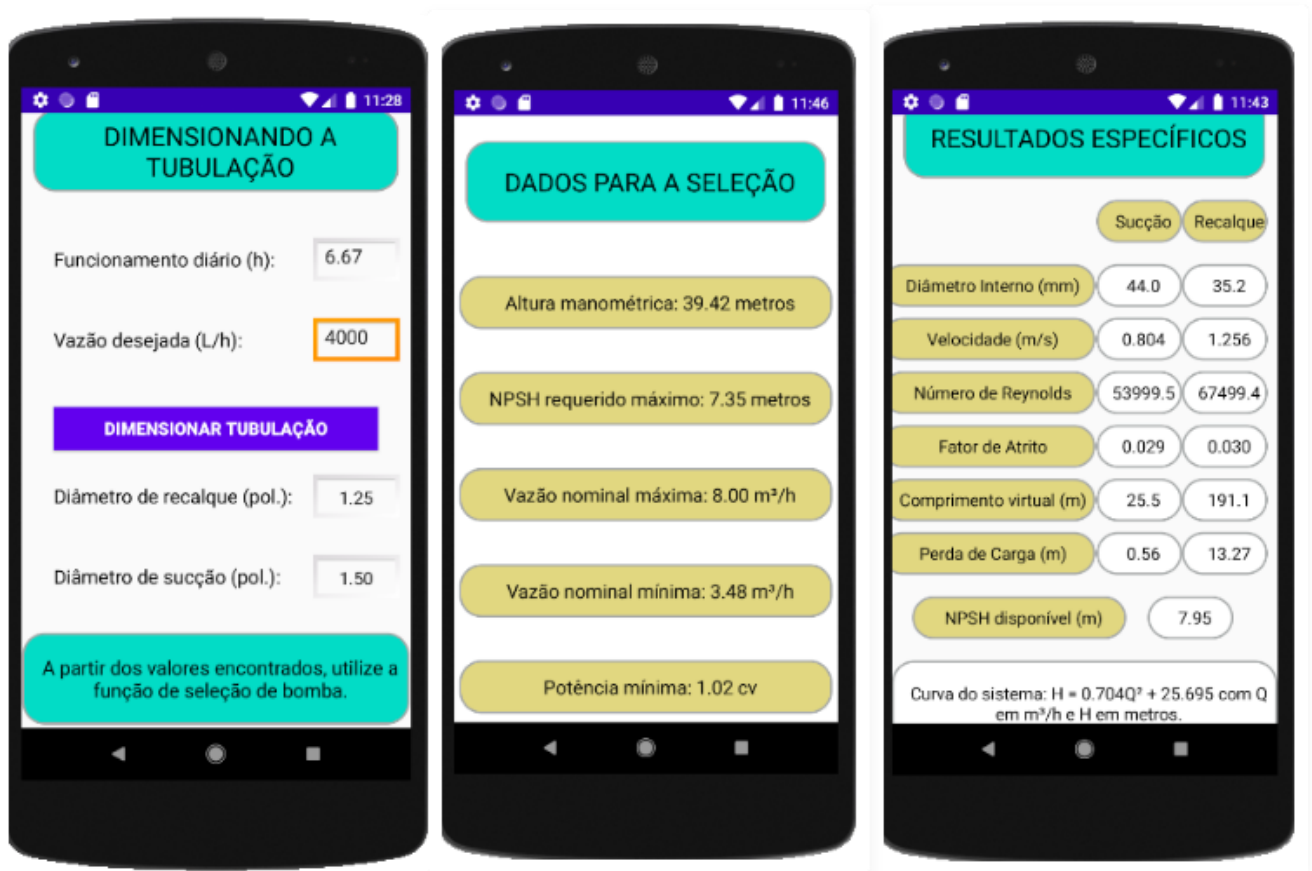 11:28
DIMENSIONANDO A
TUBULAÇÃO
Funcionamento diário (h): 6.67
Vazão desejada (L/h): 4000
DIMENSIONAR TUBULAÇÃO
Diâmetro de recalque (pol.): 1.25
Diâmetro de sucção (pol.): 1.50
A partir dos valores encontrados, utilize a
função de seleção de bomba.
11:46
DADOS PARA A SELEÇÃO
Altura manométrica: 39.42 metros
NPSH requerido máximo: 7.35 metros
Vazão nominal máxima: 8.00 m³/h
Vazão nominal mínima: 3.48 m³/h
Potência mínima: 1.02 cv
11:43
RESULTADOS ESPECÍFICOS
Sucção Recalque
Diâmetro Interno (mm) 44.0 35.2
Velocidade (m/s) 0.804 1.256
Número de Reynolds 53999.5 67499.4
Fator de Atrito 0.029 0.030
Comprimento virtual (m) 25.5 191.1
Perda de Carga (m) 0.56 13.27
NPSH disponível (m) 7.95
Curva do sistema: H = 0.704Q² + 25.695 com Q
em m³/h e H em metros.